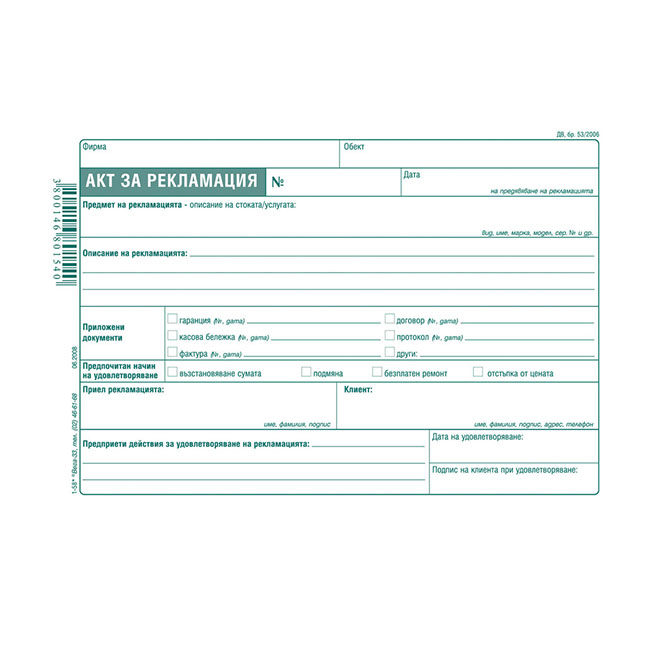 ДВ, бр. 53/2006
Фирма
Обект
АКТ ЗА РЕКЛАМАЦИЯ №
Дата
на предявяване на рекламацията
Предмет на рекламацията - описание на стоката/услугата:
вид, име, марка, модел, сер. № и др.
Описание на рекламацията:
Приложени
документи
гаранция (№, дата)
договор (№, дата)
касова бележка (№, дата)
протокол (№, дата)
фактура (№, дата)
други:
Предпочитан начин
на удовлетворяване
възстановяване сумата
подмяна
безплатен ремонт
отстъпка от цената
Приел рекламацията:
Клиент:
име, фамилия, подпис
име, фамилия, подпис, адрес, телефон
Предприети действия за удовлетворяване на рекламацията:
Дата на удовлетворяване:
Подпис на клиента при удовлетворяване:
3800146801540
1-58* "Вега-33, тел. (02) 46-61-68 06.2008